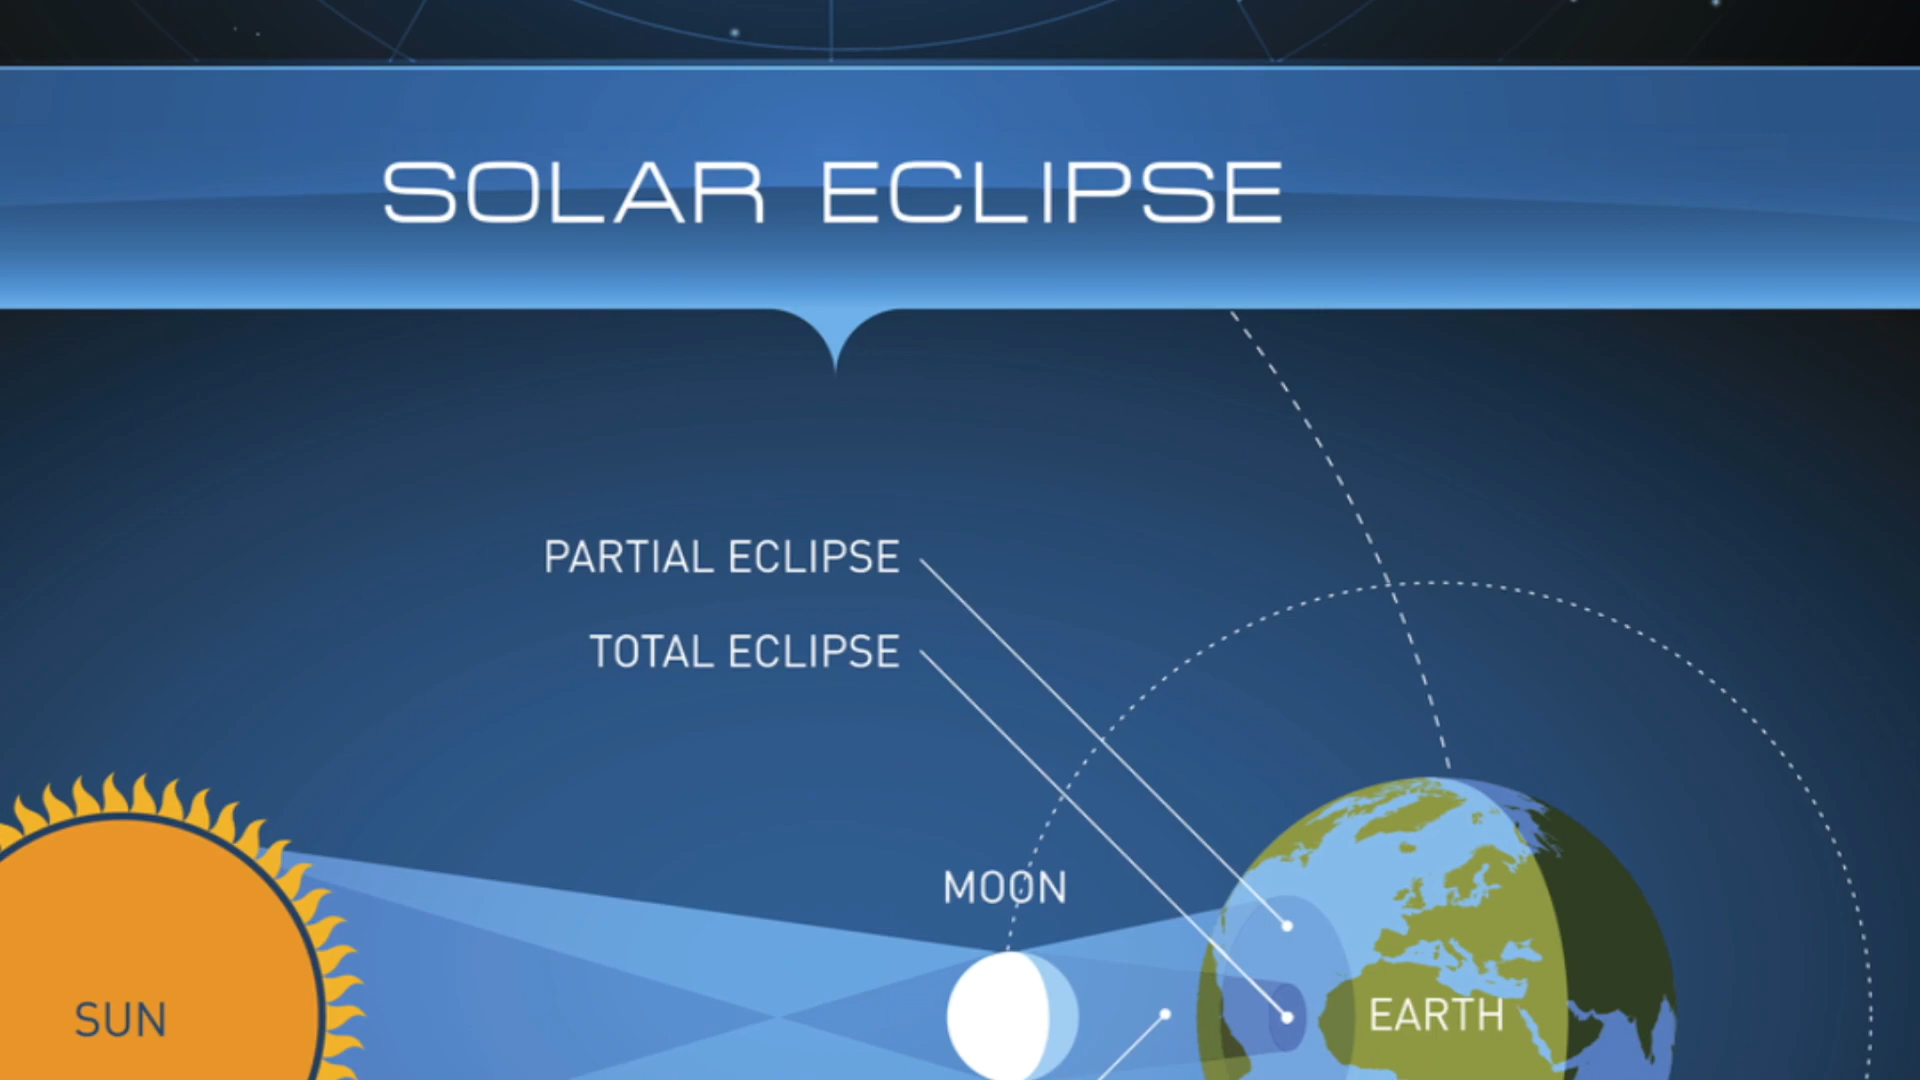 SOLAR ECLIPSE
PARTIAL ECLIPSE
TOTAL ECLIPSE
MOON
SUN
EARTH